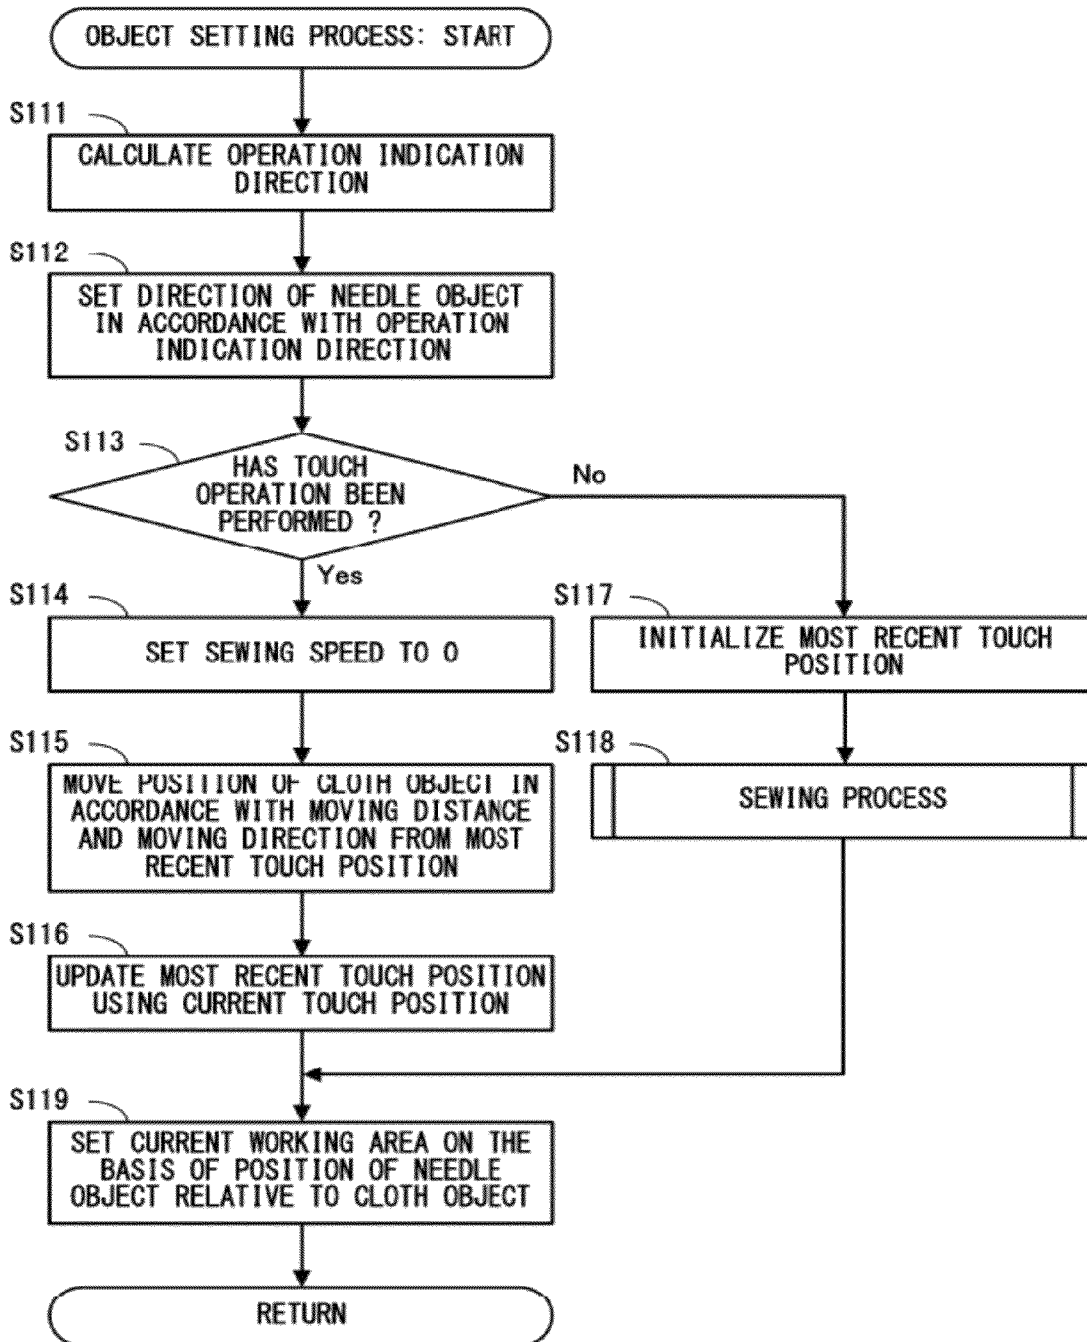 OBJECT SETTING PROCESS: START
S111
CALCULATE OPERATION INDICATION
DIRECTION
S112
SET DIRECTION OF NEEDLE OBJECT
IN ACCORDANCE WITH OPERATION
INDICATION DIRECTION
S113
HAS TOUCH
OPERATION BEEN
PERFORMED ?
No
Yes
S114
SET SEWING SPEED TO 0
S117
INITIALIZE MOST RECENT TOUCH
POSITION
S115
MOVE POSITION OF CLOTH OBJECT IN
ACCORDANCE WITH MOVING DISTANCE
AND MOVING DIRECTION FROM MOST
RECENT TOUCH POSITION
S118
SEWING PROCESS
S116
UPDATE MOST RECENT TOUCH POSITION
USING CURRENT TOUCH POSITION
S119
SET CURRENT WORKING AREA ON THE
BASIS OF POSITION OF NEEDLE
OBJECT RELATIVE TO CLOTH OBJECT
RETURN